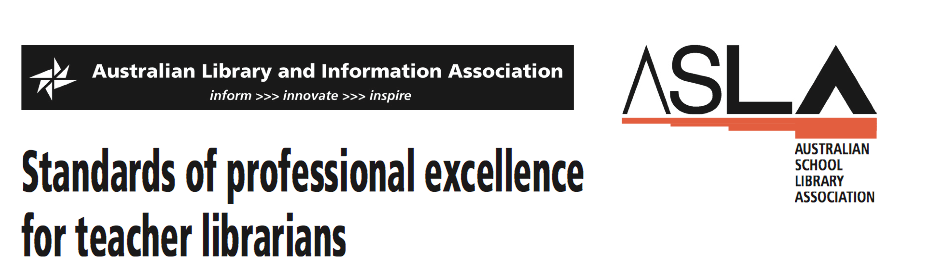 Australian Library and Information Association
inform >>> innovate >>> inspire
Standards of professional excellence
for teacher librarians
ASLA
AUSTRALIAN
SCHOOL
LIBRARY
ASSOCIATION